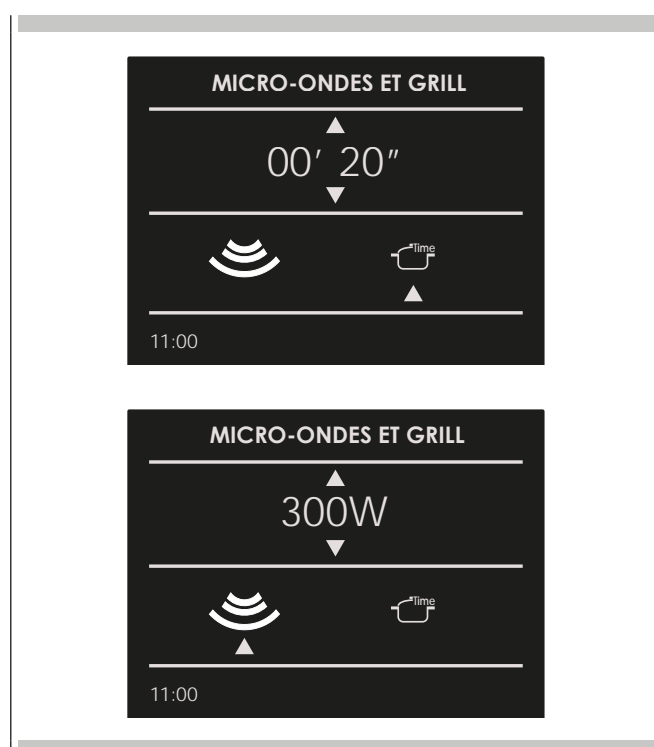 MICRO-ONDES ET GRILL
00′ 20″
Time
11:00
MICRO-ONDES ET GRILL
300W
Time
11:00